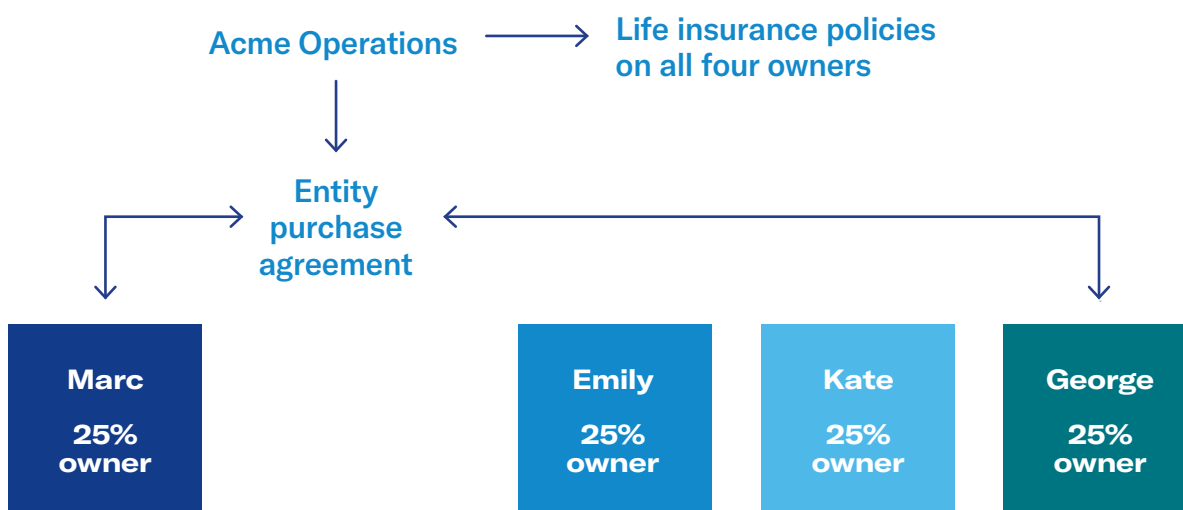 Acme Operations
Life insurance policies
on all four owners
Entity
purchase
agreement
Marc
25%
owner
Emily
25%
owner
Kate
25%
owner
George
25%
owner